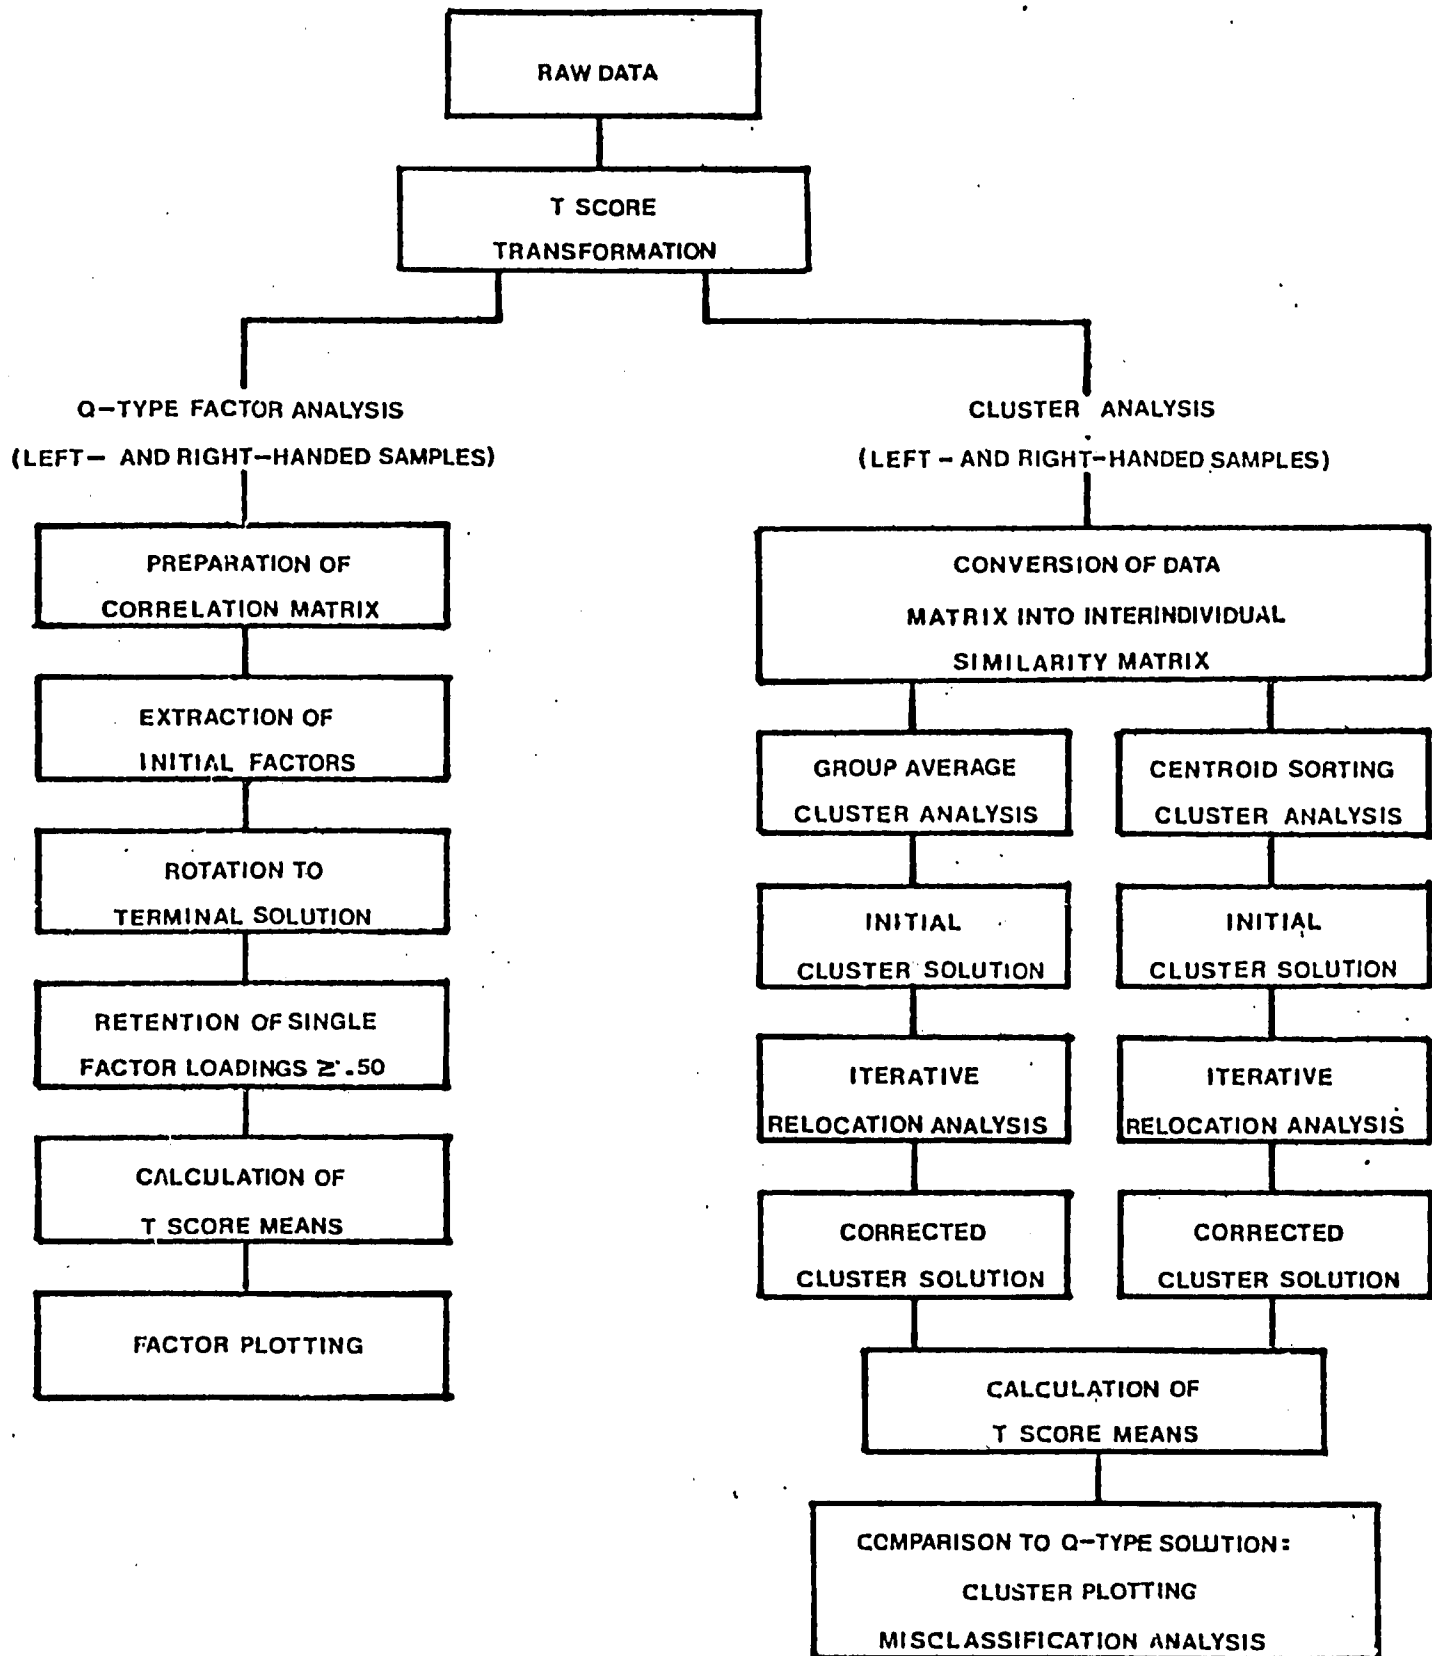 RAW DATA
T SCORE
TRANSFORMATION
Q-TYPE FACTOR ANALYSIS
(LEFT- AND RIGHT-HANDED SAMPLES)
PREPARATION OF
CORRELATION MATRIX
EXTRACTION OF
INITIAL FACTORS
ROTATION TO
TERMINAL SOLUTION
RETENTION OF SINGLE
FACTOR LOADINGS ≥ .50
CALCULATION OF
T SCORE MEANS
FACTOR PLOTTING
CLUSTER ANALYSIS
(LEFT - AND RIGHT-HANDED SAMPLES)
CONVERSION OF DATA
MATRIX INTO INTERINDIVIDUAL
SIMILARITY MATRIX
GROUP AVERAGE
CLUSTER ANALYSIS
INITIAL
CLUSTER SOLUTION
ITERATIVE
RELOCATION ANALYSIS
CORRECTED
CLUSTER SOLUTION
CENTROID SORTING
CLUSTER ANALYSIS
INITIAL
CLUSTER SOLUTION
ITERATIVE
RELOCATION ANALYSIS
CORRECTED
CLUSTER SOLUTION
CALCULATION OF
T SCORE MEANS
COMPARISON TO Q-TYPE SOLUTION:
CLUSTER PLOTTING
MISCLASSIFICATION ANALYSIS